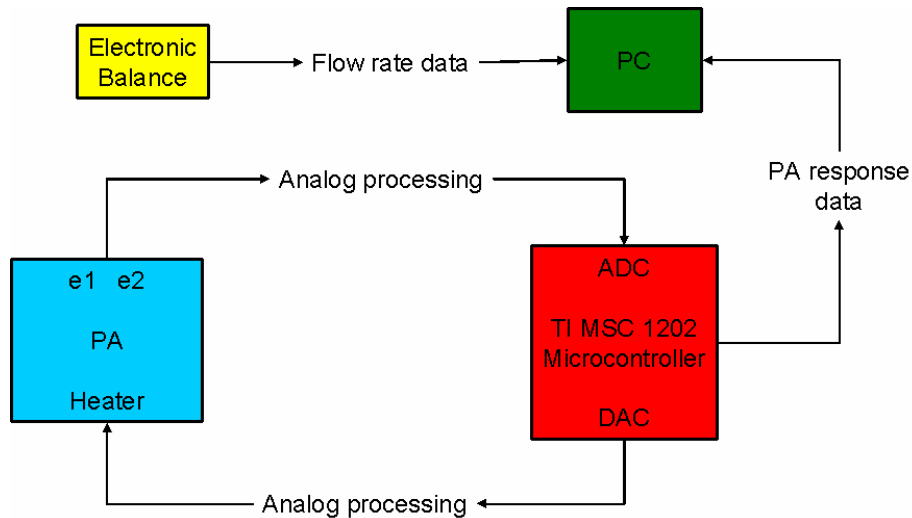 Electronic
Balance
Flow rate data
PC
Analog processing
PA response
data
e1 e2
PA
Heater
ADC
TI MSC 1202
Microcontroller
DAC
Analog processing